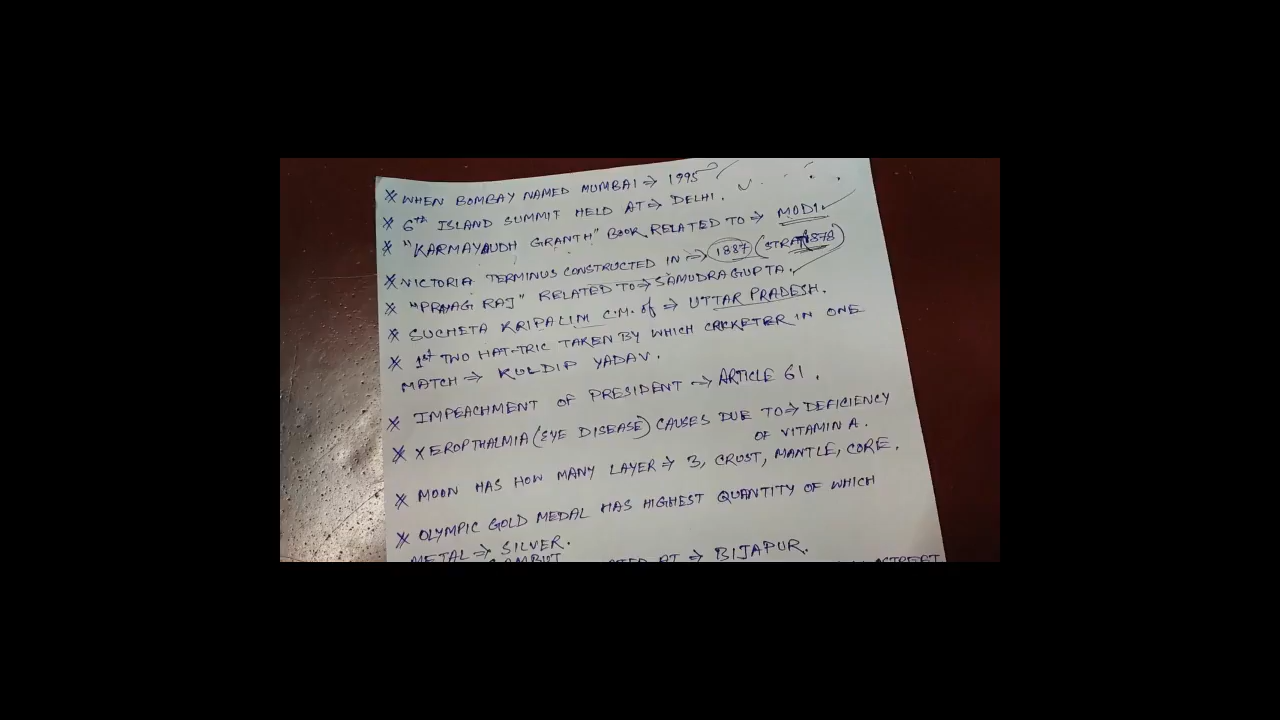 * WHEN BOMBAY NAMED MUMBAI → 1995
* 6th ISLAND SUMMIT HELD AT → DELHI.
* "KARMAYAUDH GRANTH" BOOK RELATED TO → MODI
* VICTORIA TERMINUS CONSTRUCTED IN → 1887 (STRAT 1878)
* "PRAYAG RAJ" RELATED TO → SAMUDRAGUPTA.
* SUCHETA KRIPALINI C.M. of → UTTAR PRADESH.
* 1st TWO HAT-TRIC TAKEN BY WHICH CRICKETER IN ONE
MATCH → KULDIP YADAV.
* IMPEACHMENT OF PRESIDENT → ARTICLE 61.
* XEROPTHALMIA (EYE DISEASE) CAUSES DUE TO → DEFICIENCY
OF VITAMIN A.
* MOON HAS HOW MANY LAYER → 3, CRUST, MANTLE, CORE.
* OLYMPIC GOLD MEDAL HAS HIGHEST QUANTITY OF WHICH
METAL → SILVER.
AT → BIJAPUR.